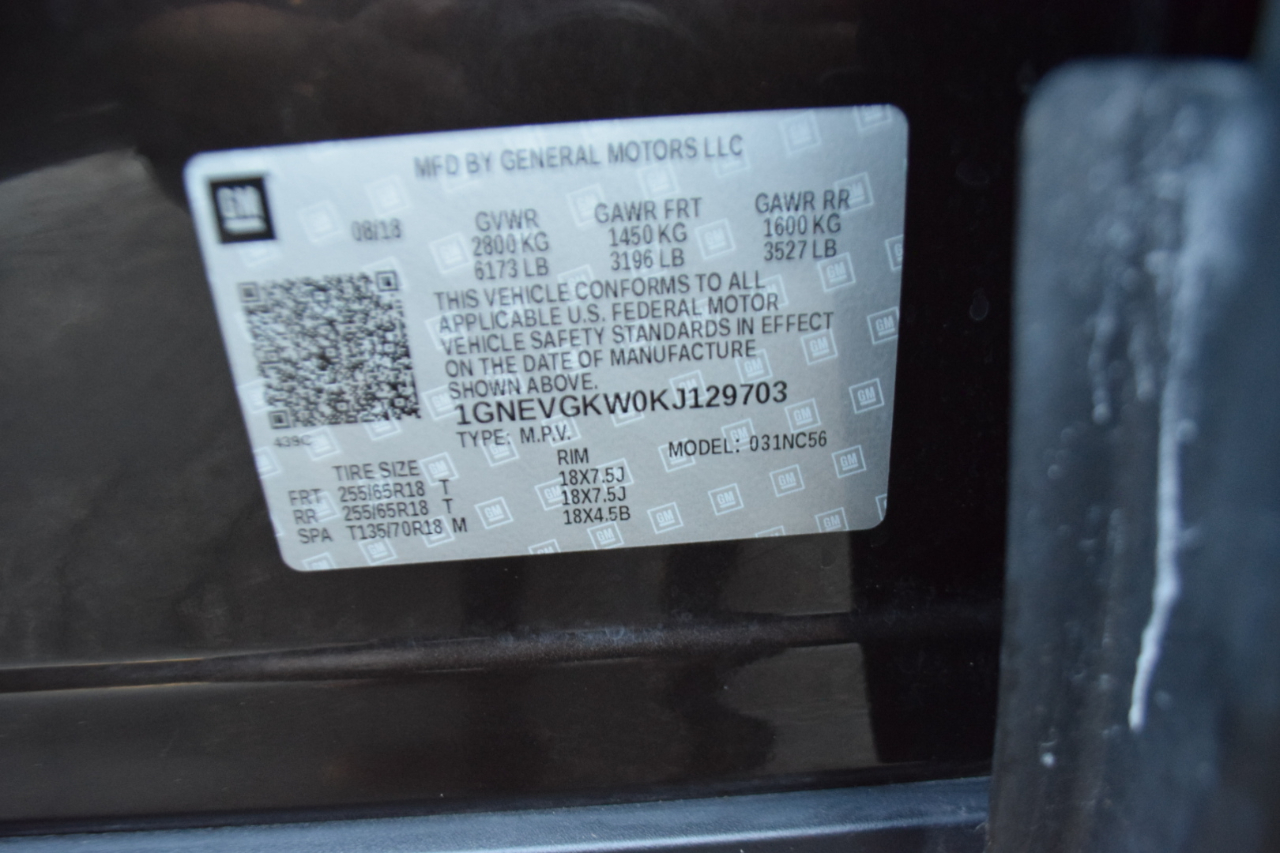 MFD BY GENERAL MOTORS LLC
GM
08/18
GVWR GAWR FRT GAWR RR
2800 KG 1450 KG 1600 KG
6173 LB 3196 LB 3527 LB
THIS VEHICLE CONFORMS TO ALL
APPLICABLE U.S. FEDERAL MOTOR
VEHICLE SAFETY STANDARDS IN EFFECT
ON THE DATE OF MANUFACTURE
SHOWN ABOVE.
1GNEVGKW0KJ129703
439C
TYPE: M.P.V. MODEL: 031NC56
TIRE SIZE RIM
FRT 255/65R18 T 18X7.5J
RR 255/65R18 T 18X7.5J
SPA T135/70R18 M 18X4.5B